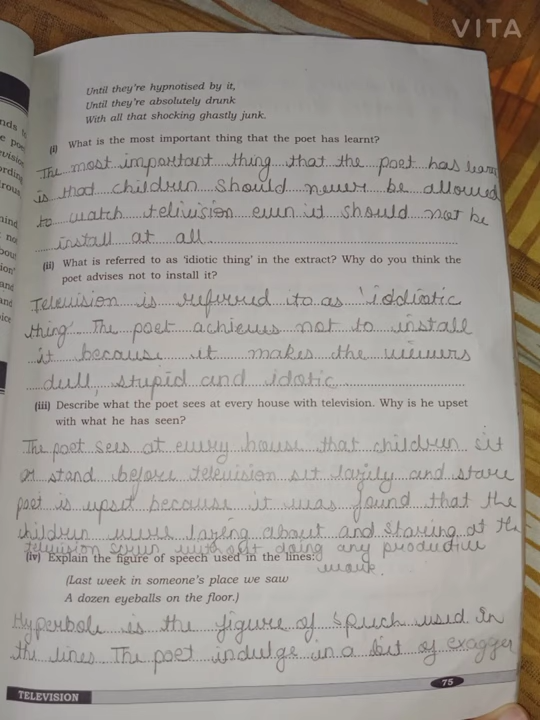 VITA
Until they're hypnotised by it,
Until they're absolutely drunk
With all that shocking ghastly junk.
(i) What is the most important thing that the poet has learnt?
The most important thing that the poet has learn
is that children should never be allowed
to watch telivision even it should not be
install at all
(ii) What is referred to as 'idiotic thing' in the extract? Why do you think the
poet advises not to install it?
Television is referred to as 'iddiotic
thing' The poet achieves not to install
it because it makes the viewers
dull, stupid and idotic
(iii) Describe what the poet sees at every house with television. Why is he upset
with what he has seen?
The poet sees at every house that children sit
or stand before television set lazily and stare
poet is upset because it was found that the
children were laying about and staring at the
television screen without doing any productive
work.
(iv) Explain the figure of speech used in the lines:
(Last week in someone's place we saw
A dozen eyeballs on the floor.)
Hyperbole is the figure of speech used in
the lines The poet indulge in a bit of exagger
TELEVISION
75